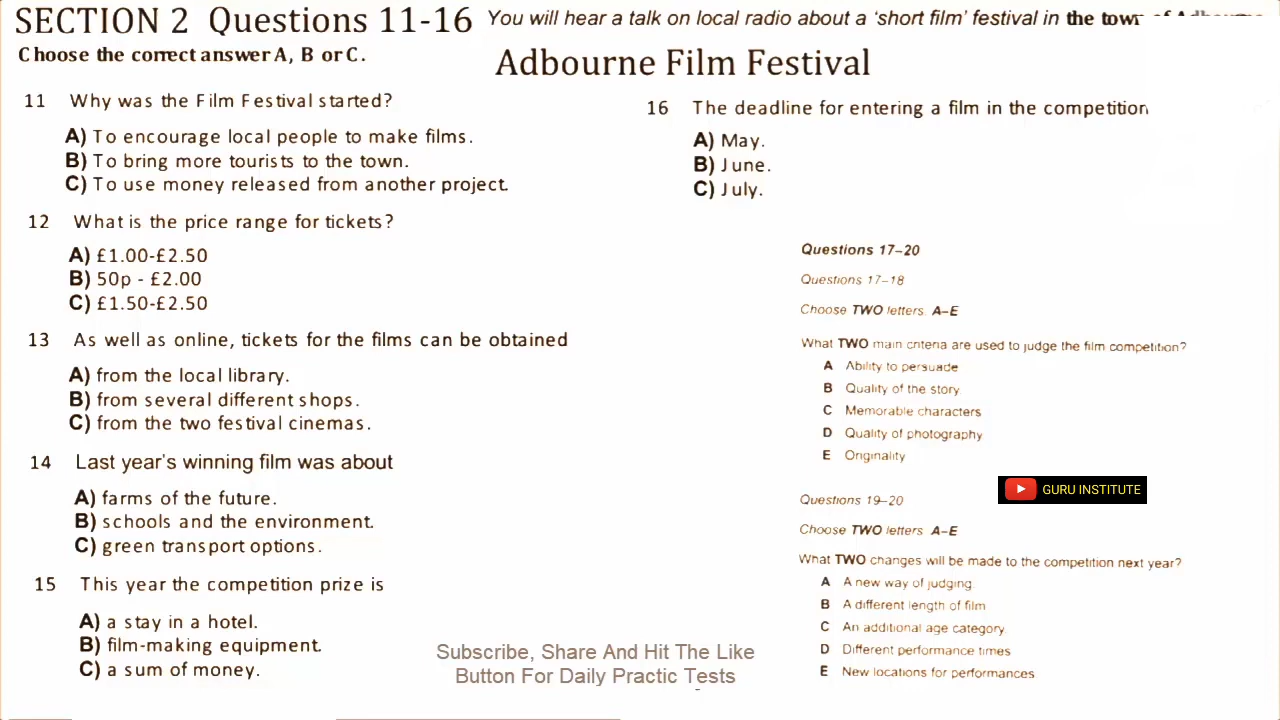 SECTION 2 Questions 11-16
You will hear a talk on local radio about a ‘short film’ festival in the town of
Choose the correct answer A, B or C.
Adbourne Film Festival
11 Why was the Film Festival started?
A) To encourage local people to make films.
B) To bring more tourists to the town.
C) To use money released from another project.
12 What is the price range for tickets?
A) £1.00-£2.50
B) 50p - £2.00
C) £1.50-£2.50
13 As well as online, tickets for the films can be obtained
A) from the local library.
B) from several different shops.
C) from the two festival cinemas.
14 Last year's winning film was about
A) farms of the future.
B) schools and the environment.
C) green transport options.
15 This year the competition prize is
A) a stay in a hotel.
B) film-making equipment.
C) a sum of money.
16 The deadline for entering a film in the competition
A) May.
B) June.
C) July.
Questions 17–20
Questions 17–18
Choose TWO letters. A–E
What TWO main criteria are used to judge the film competition?
A Ability to persuade
B Quality of the story
C Memorable characters
D Quality of photography
E Originality
GURU INSTITUTE
Questions 19–20
Choose TWO letters. A–E
What TWO changes will be made to the competition next year?
A A new way of judging
B A different length of film
C An additional age category
D Different performance times
E New locations for performances
Subscribe, Share And Hit The Like
Button For Daily Practic Tests